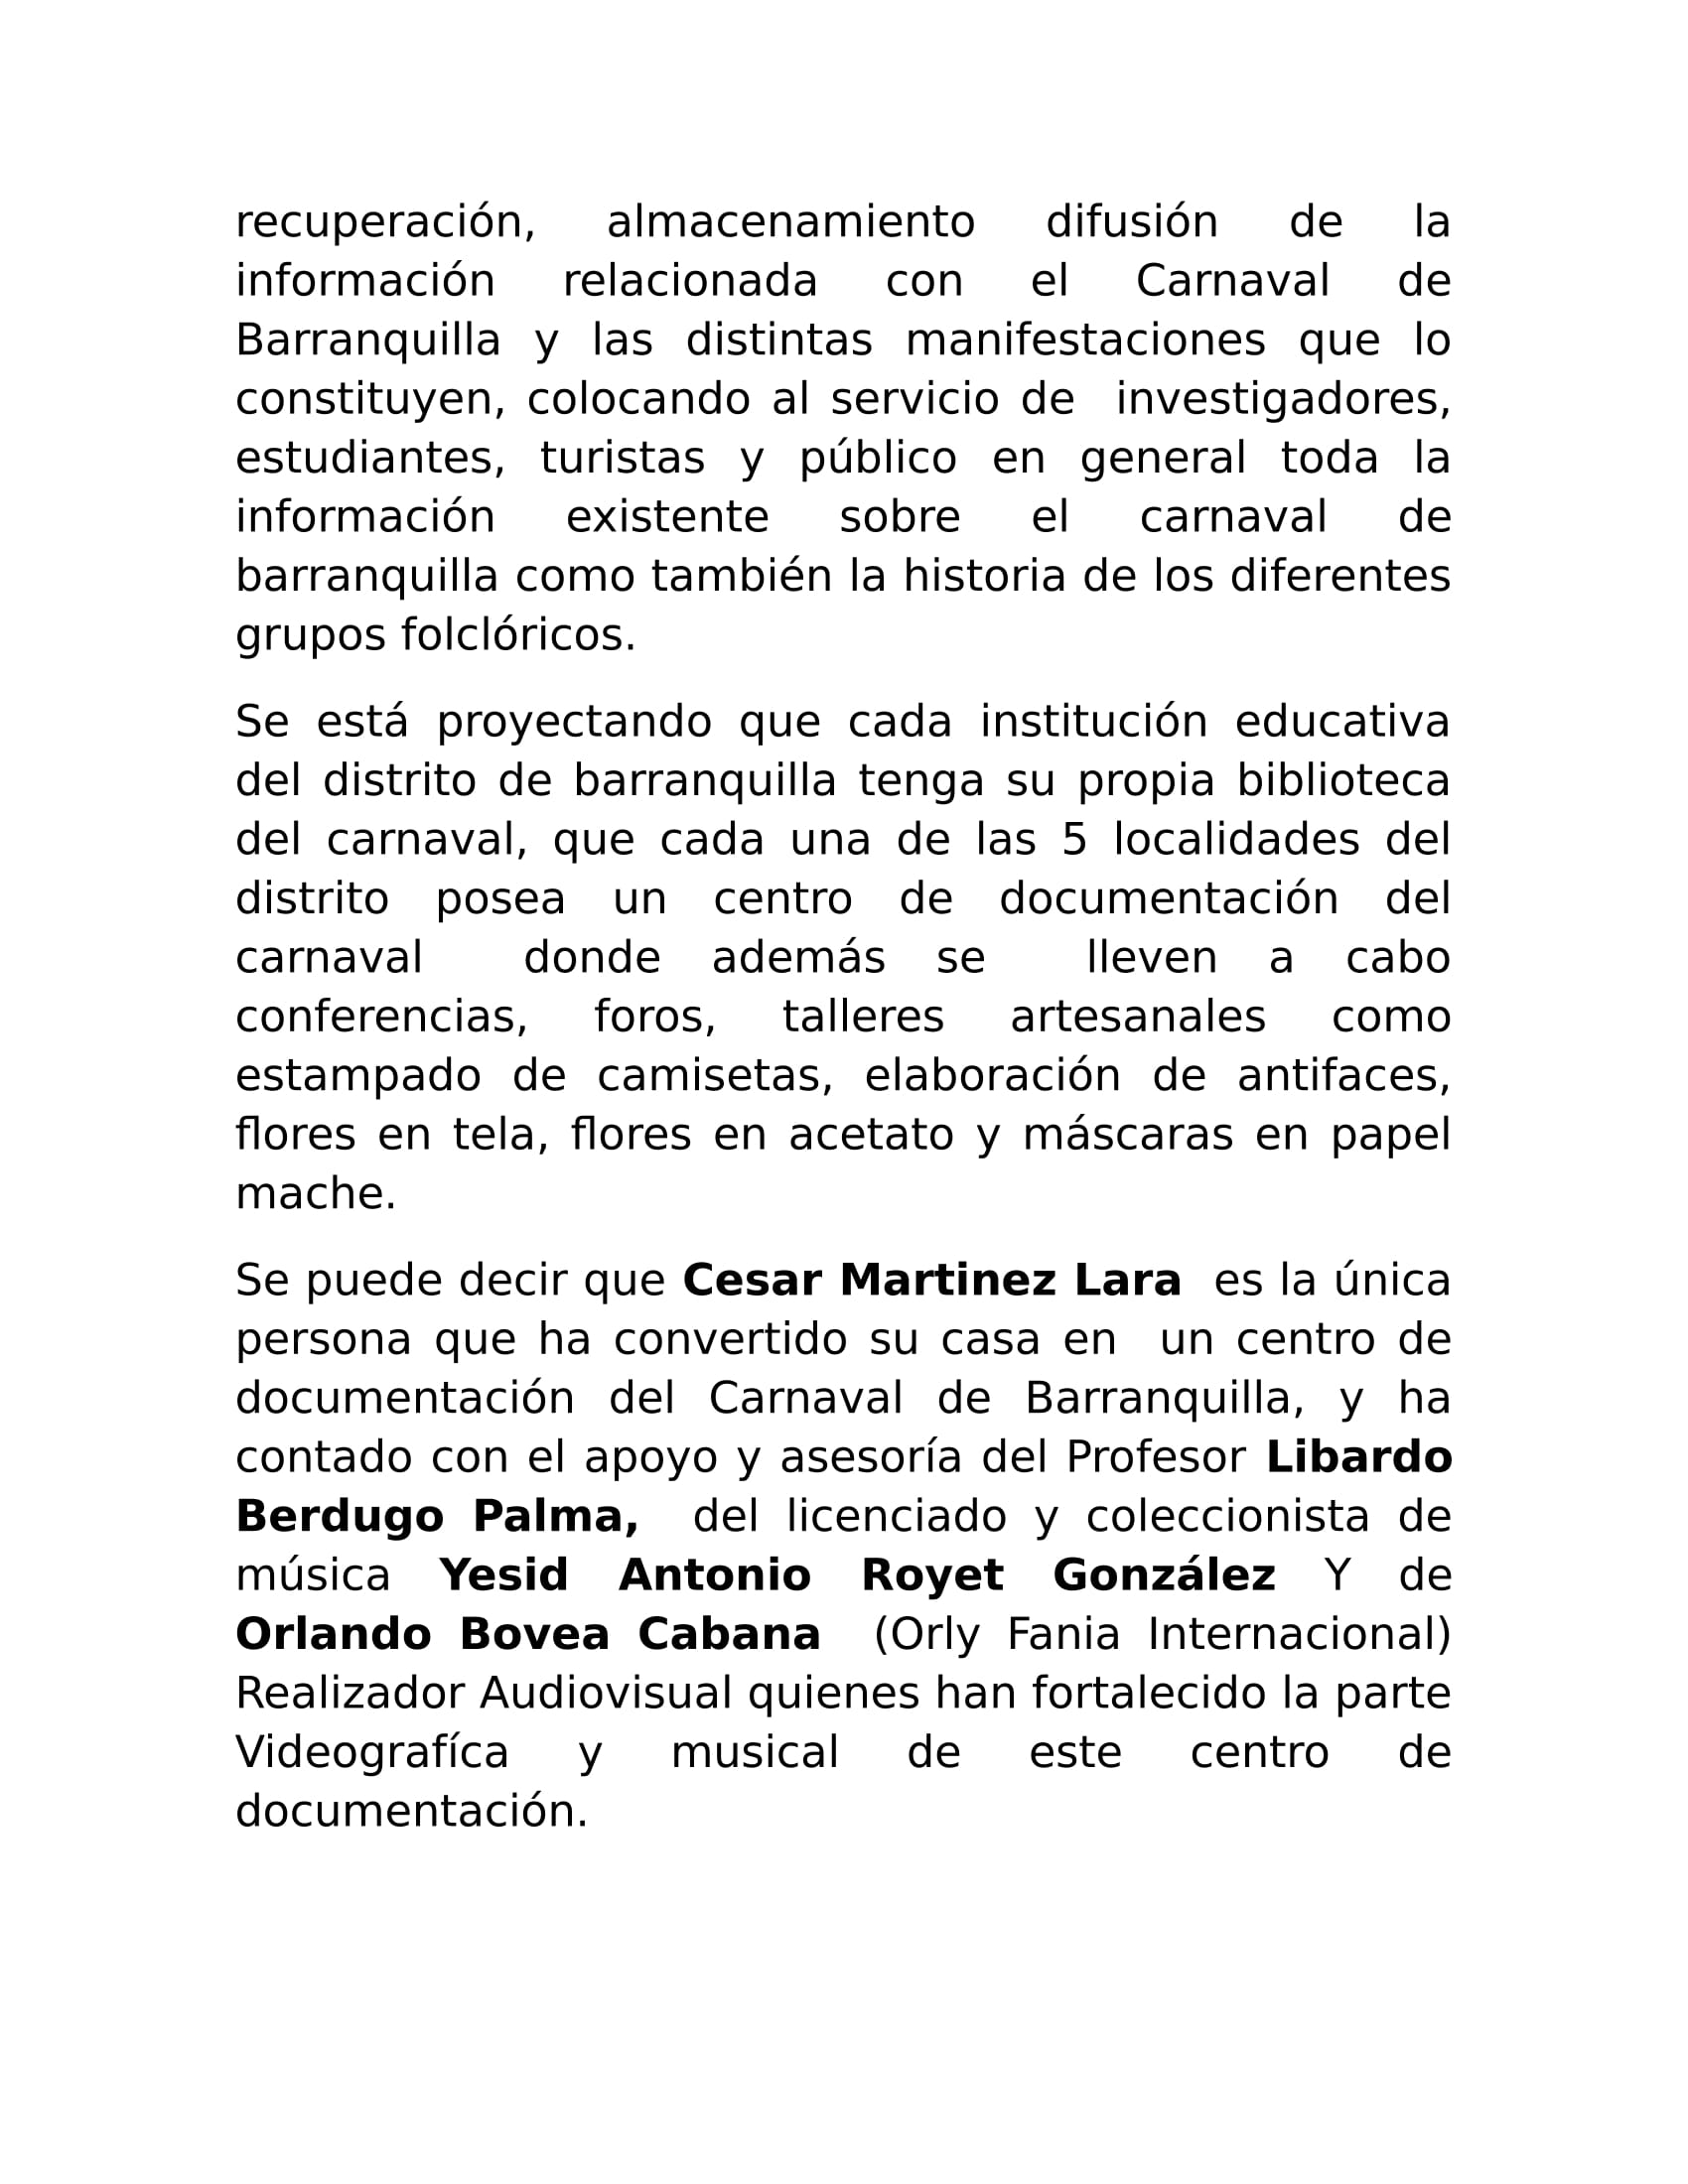 recuperación, almacenamiento difusión de la
información relacionada con el Carnaval de
Barranquilla y las distintas manifestaciones que lo
constituyen, colocando al servicio de investigadores,
estudiantes, turistas y público en general toda la
información existente sobre el carnaval de
barranquilla como también la historia de los diferentes
grupos folclóricos.
Se está proyectando que cada institución educativa
del distrito de barranquilla tenga su propia biblioteca
del carnaval, que cada una de las 5 localidades del
distrito posea un centro de documentación del
carnaval donde además se lleven a cabo
conferencias, foros, talleres artesanales como
estampado de camisetas, elaboración de antifaces,
flores en tela, flores en acetato y máscaras en papel
mache.
Se puede decir que Cesar Martinez Lara es la única
persona que ha convertido su casa en un centro de
documentación del Carnaval de Barranquilla, y ha
contado con el apoyo y asesoría del Profesor Libardo
Berdugo Palma, del licenciado y coleccionista de
música Yesid Antonio Royet González Y de
Orlando Bovea Cabana (Orly Fania Internacional)
Realizador Audiovisual quienes han fortalecido la parte
Videografíca y musical de este centro de
documentación.